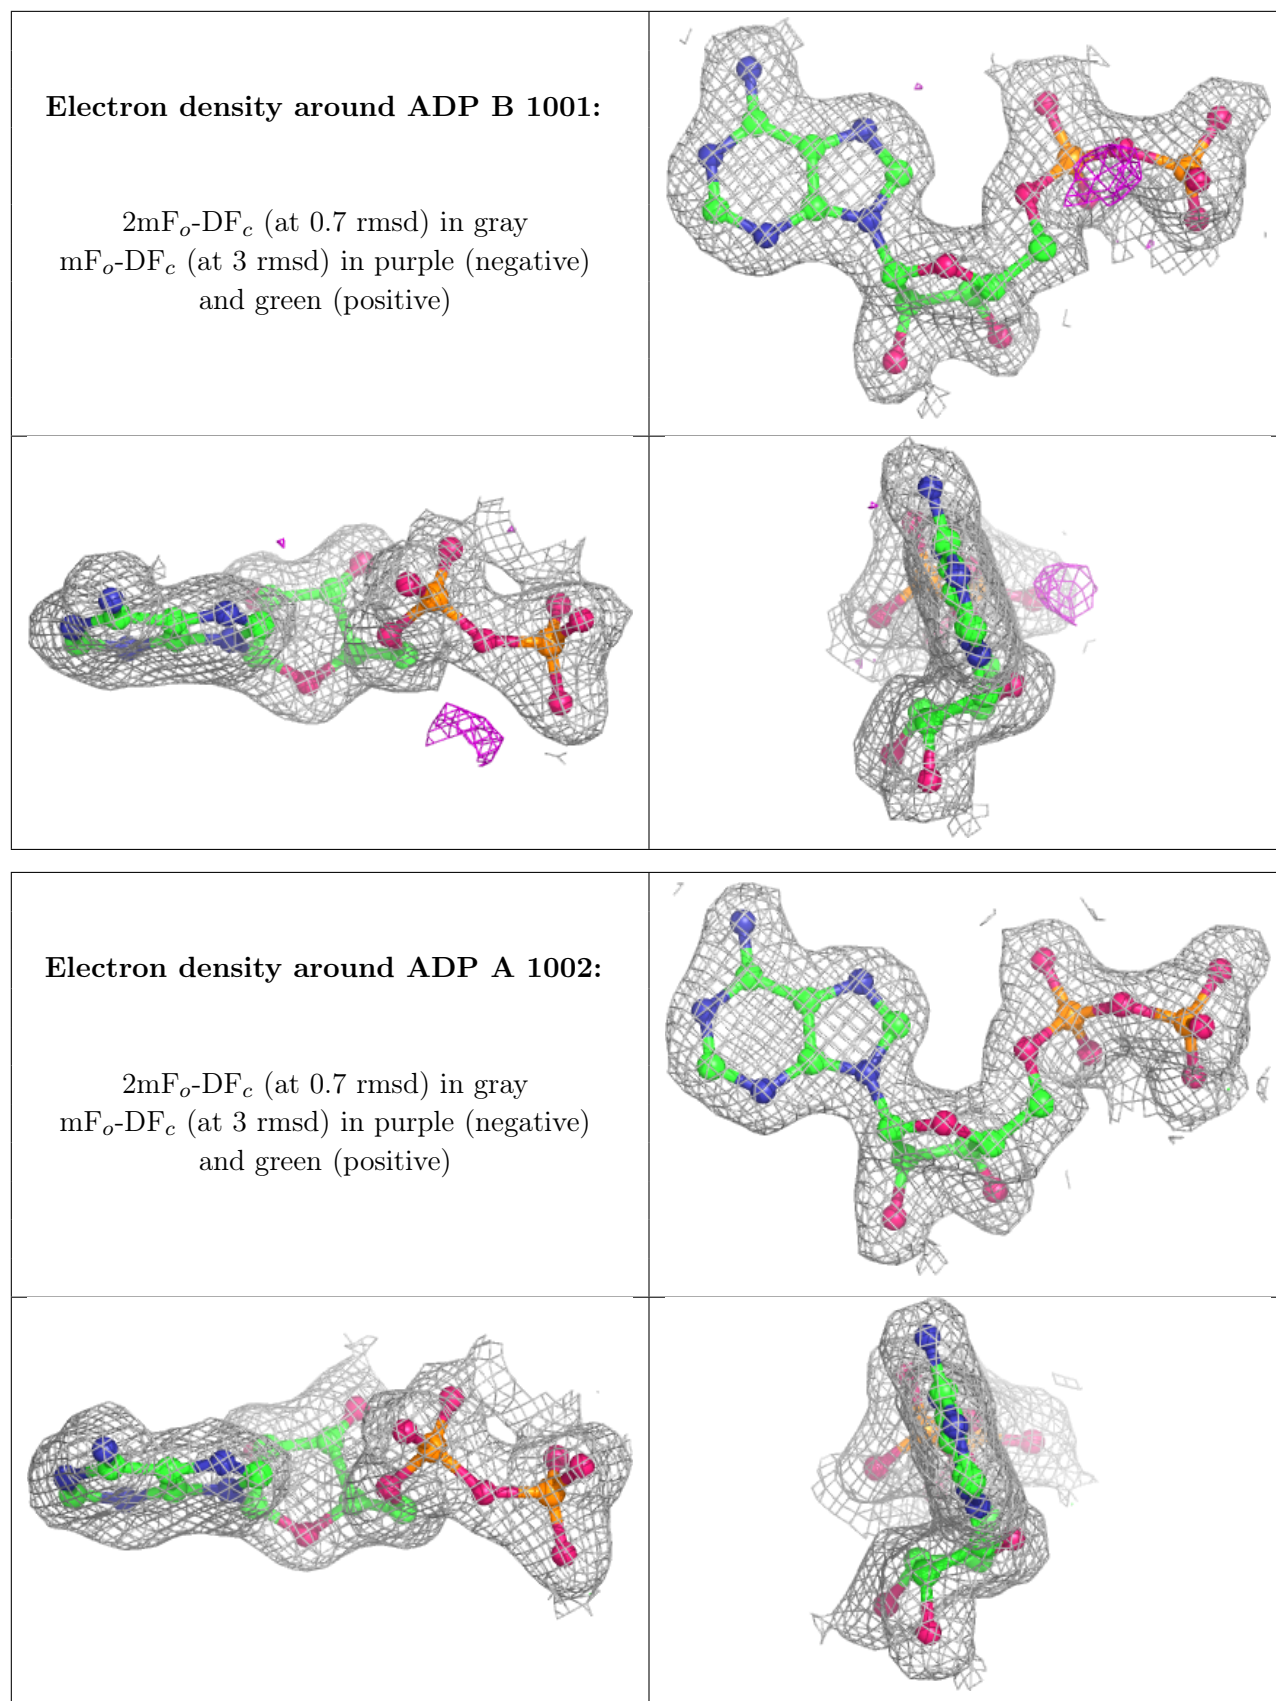 Electron density around ADP B 1001:
2mFo-DFc (at 0.7 rmsd) in gray
mFo-DFc (at 3 rmsd) in purple (negative)
and green (positive)
Electron density around ADP A 1002:
2mFo-DFc (at 0.7 rmsd) in gray
mFo-DFc (at 3 rmsd) in purple (negative)
and green (positive)